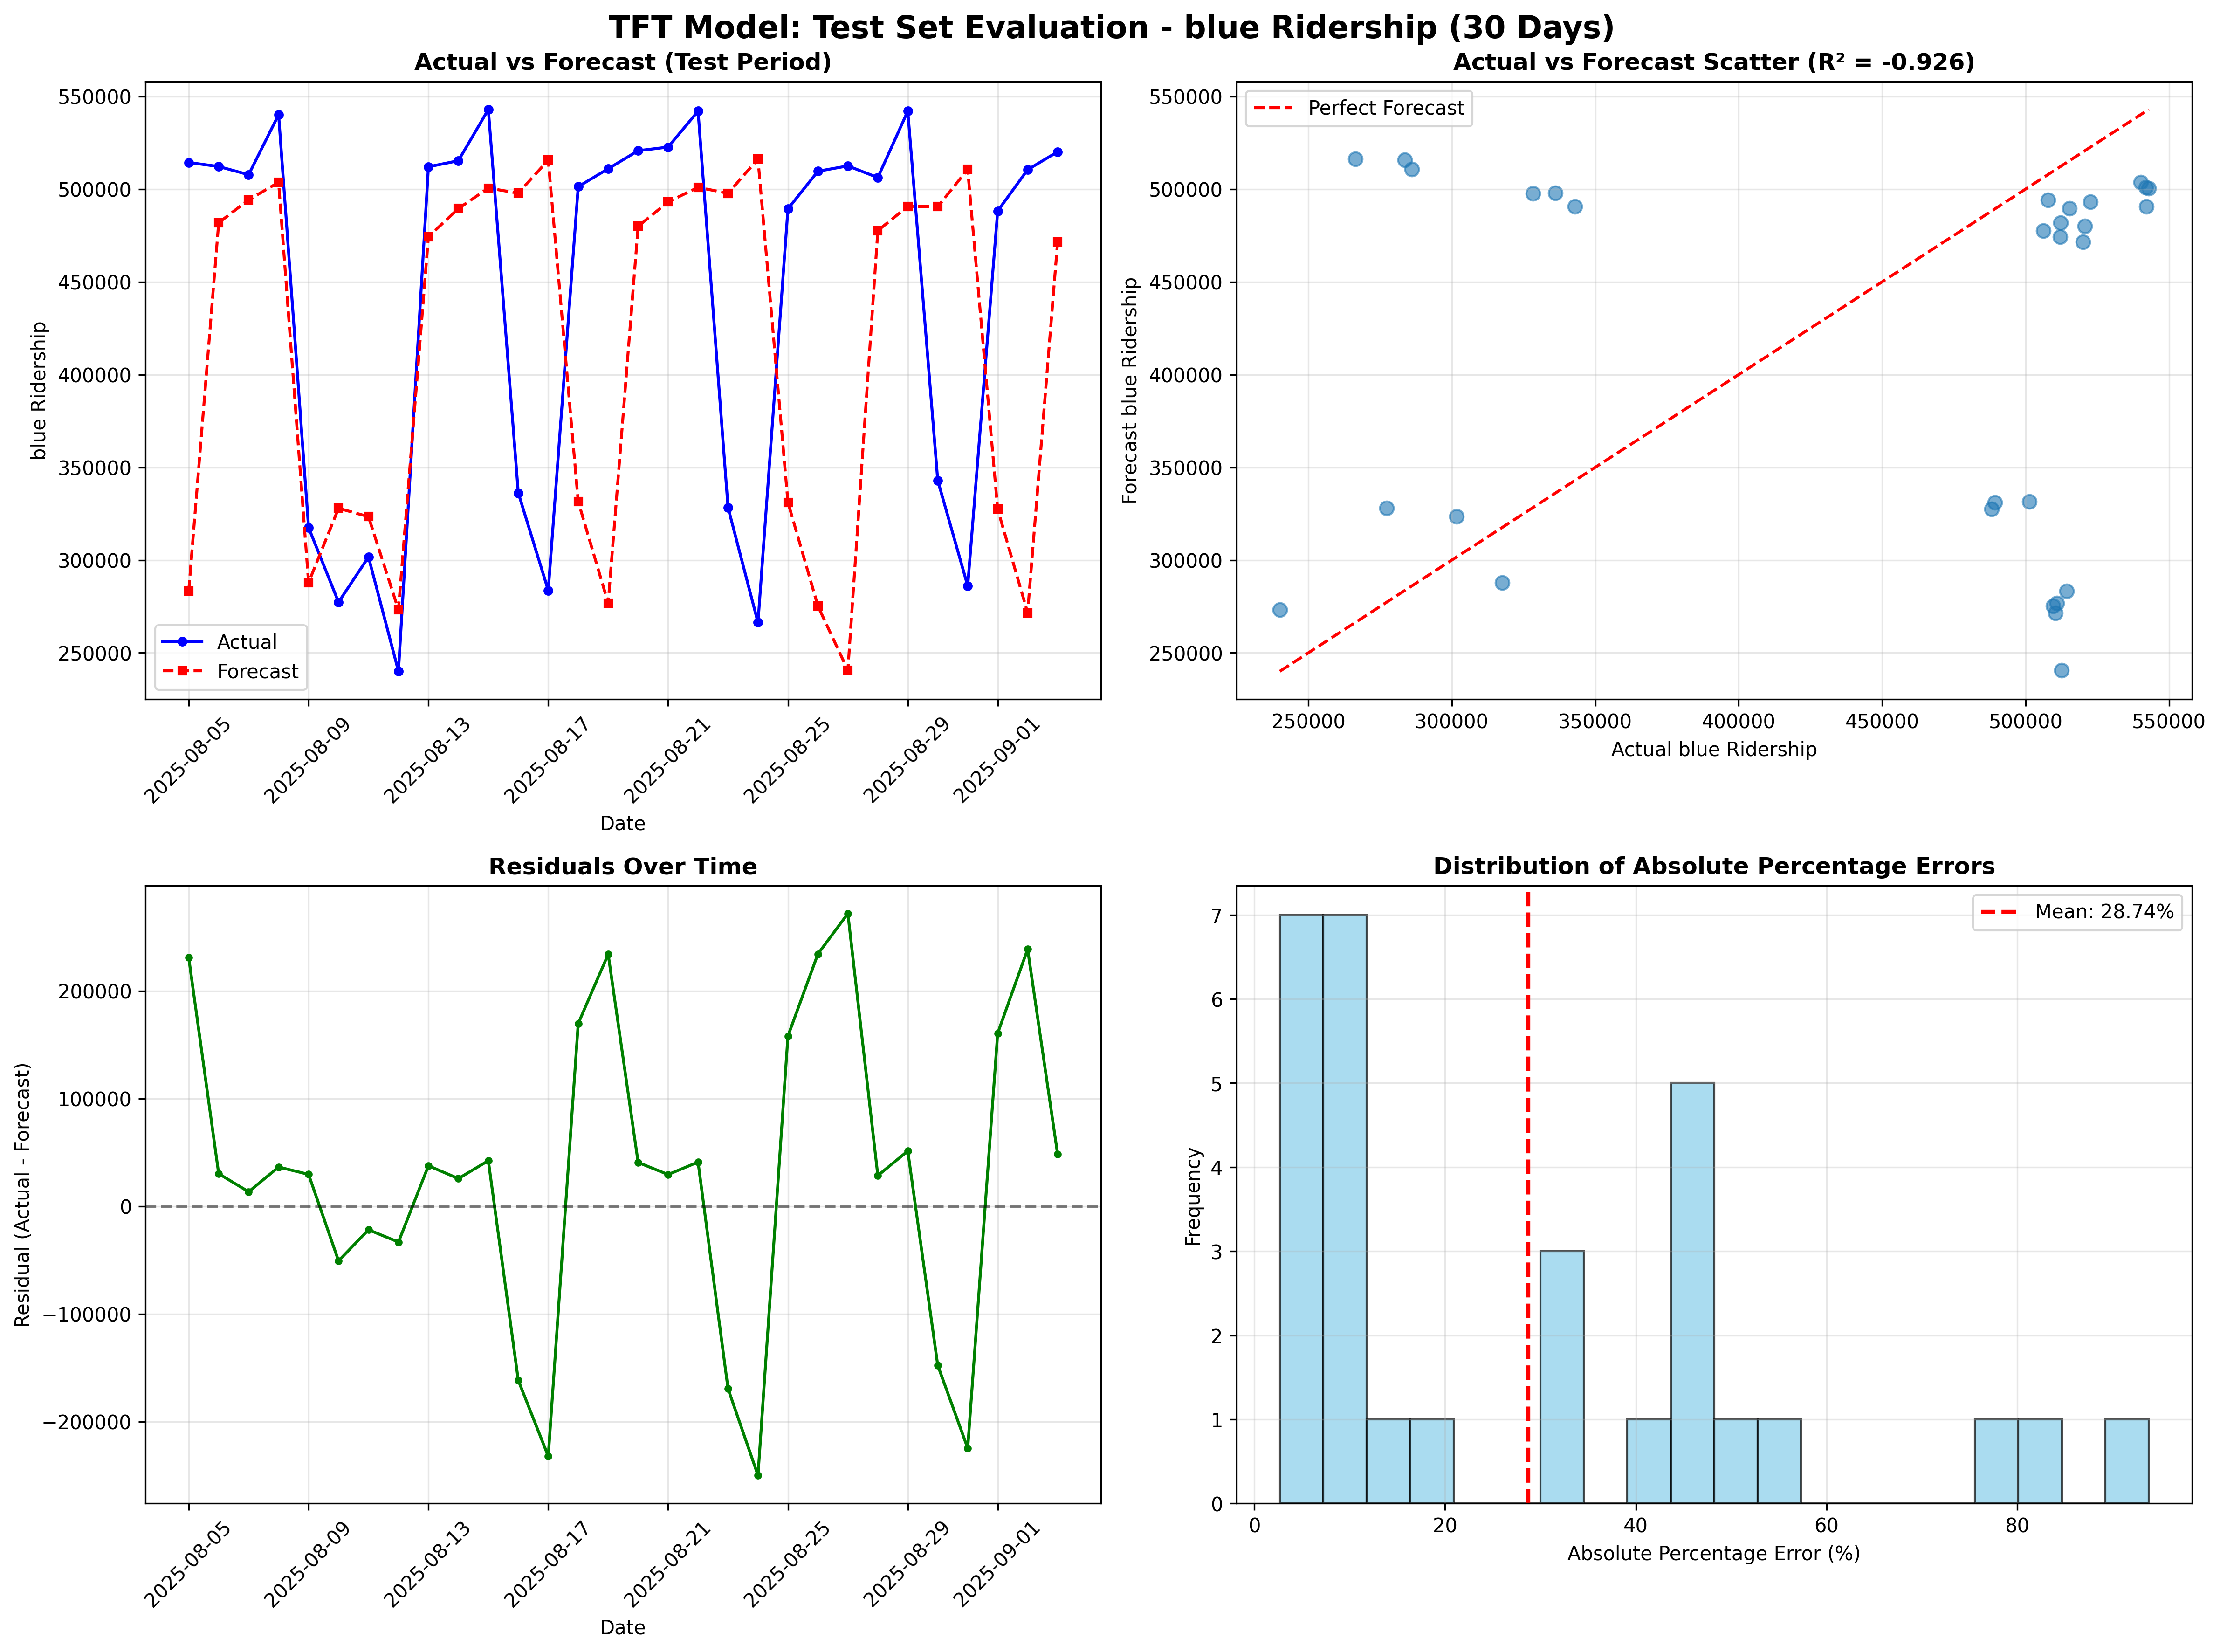 TFT Model: Test Set Evaluation - blue Ridership (30 Days)
Actual vs Forecast (Test Period)
550000
500000
450000
400000
350000
300000
250000
blue Ridership
Actual
Forecast
2025-08-05
2025-08-09
2025-08-13
2025-08-17
2025-08-21
2025-08-25
2025-08-29
2025-09-01
Date
Actual vs Forecast Scatter (R² = -0.926)
Perfect Forecast
550000
500000
450000
400000
350000
300000
250000
Forecast blue Ridership
250000 300000 350000 400000 450000 500000 550000
Actual blue Ridership
Residuals Over Time
200000
100000
0
−100000
−200000
Residual (Actual - Forecast)
2025-08-05
2025-08-09
2025-08-13
2025-08-17
2025-08-21
2025-08-25
2025-08-29
2025-09-01
Date
Distribution of Absolute Percentage Errors
Mean: 28.74%
7
6
5
4
3
2
1
0
Frequency
0 20 40 60 80
Absolute Percentage Error (%)